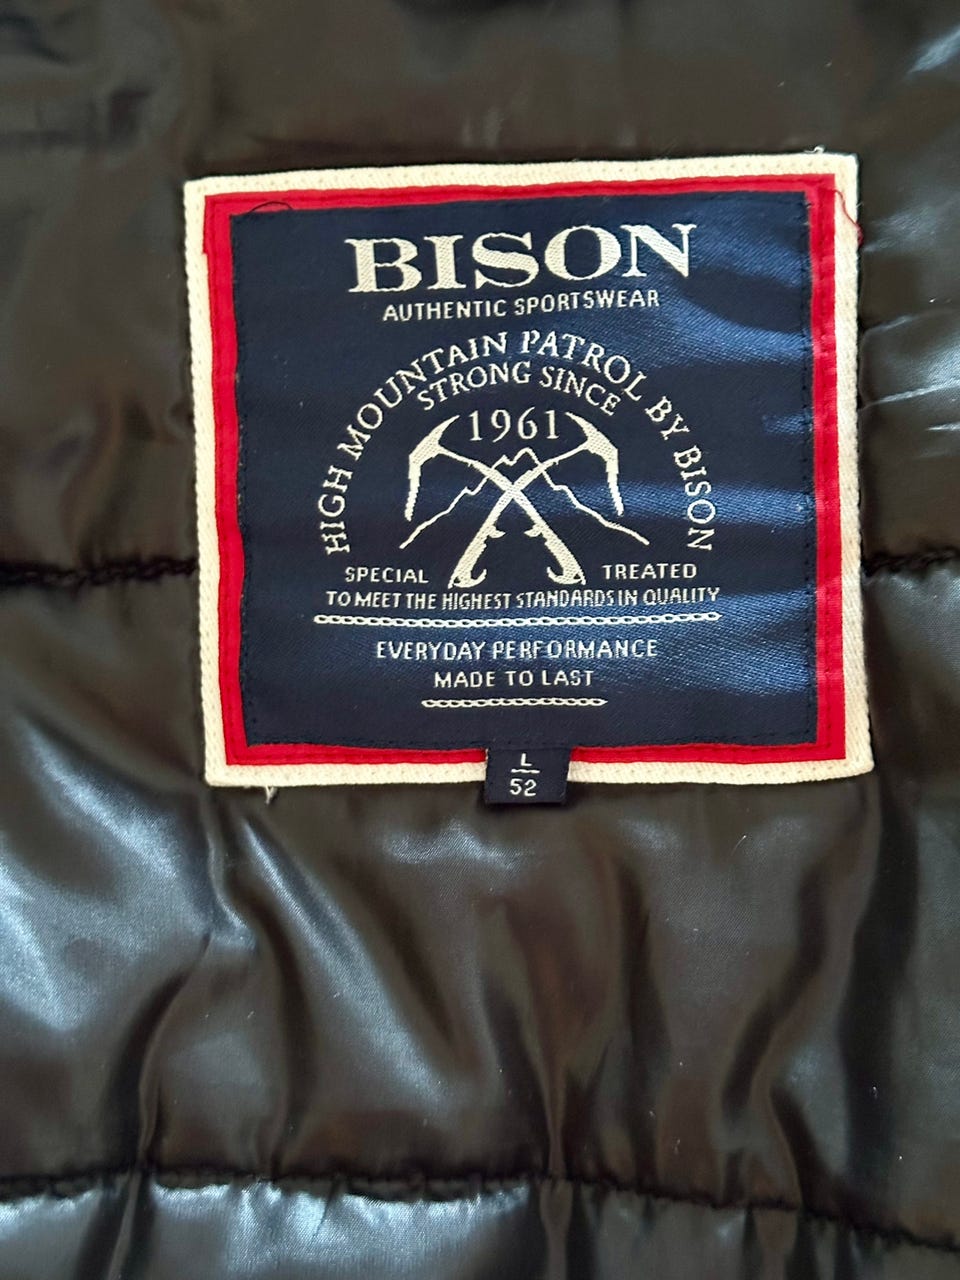 BISON
AUTHENTIC SPORTSWEAR
HIGH MOUNTAIN PATROL BY BISON
STRONG SINCE
1961
SPECIAL TREATED
TO MEET THE HIGHEST STANDARDS IN QUALITY
EVERYDAY PERFORMANCE
MADE TO LAST
L
52